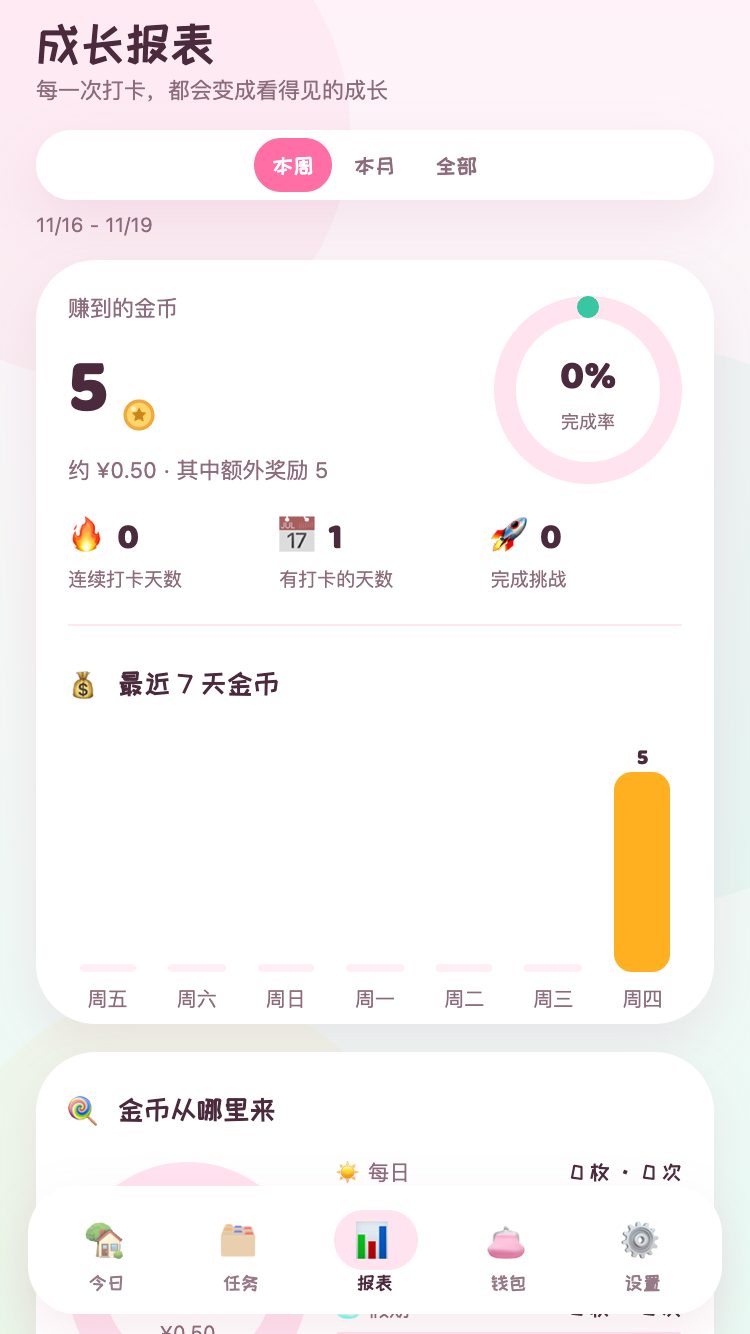 成长报表
每一次打卡，都会变成看得见的成长
本周 本月 全部
11/16 - 11/19
赚到的金币
5
0%
完成率
约 ¥0.50 · 其中额外奖励 5
0
连续打卡天数
JUL 17
1
有打卡的天数
0
完成挑战
最近 7 天金币
5
周五 周六 周日 周一 周二 周三 周四
金币从哪里来
每日 0 枚 · 0 次
今日 任务 报表 钱包 设置
¥0.50